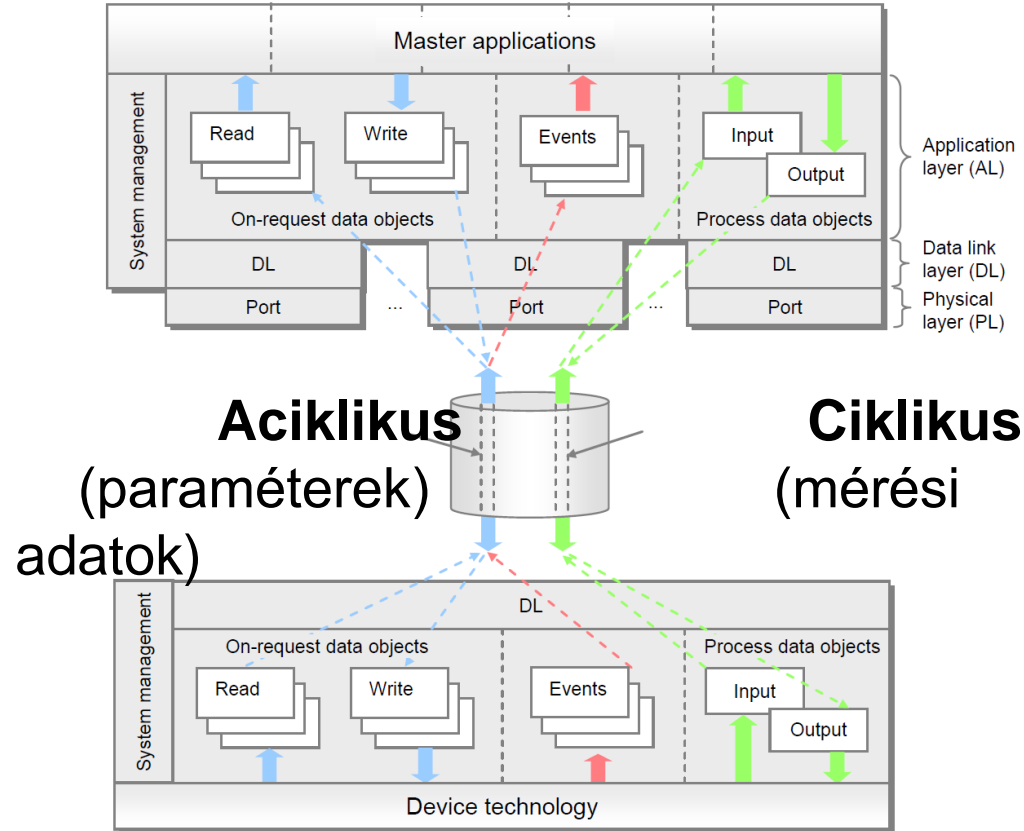 Master applications
System management
Read
Write
Events
Input
Output
On-request data objects
Process data objects
Application
layer (AL)
DL
DL
DL
Data link
layer (DL)
Port
...
Port
...
Port
Physical
layer (PL)
Aciklikus Ciklikus
(paraméterek) (mérési
adatok)
System management
DL
On-request data objects
Process data objects
Read
Write
Events
Input
Output
Device technology